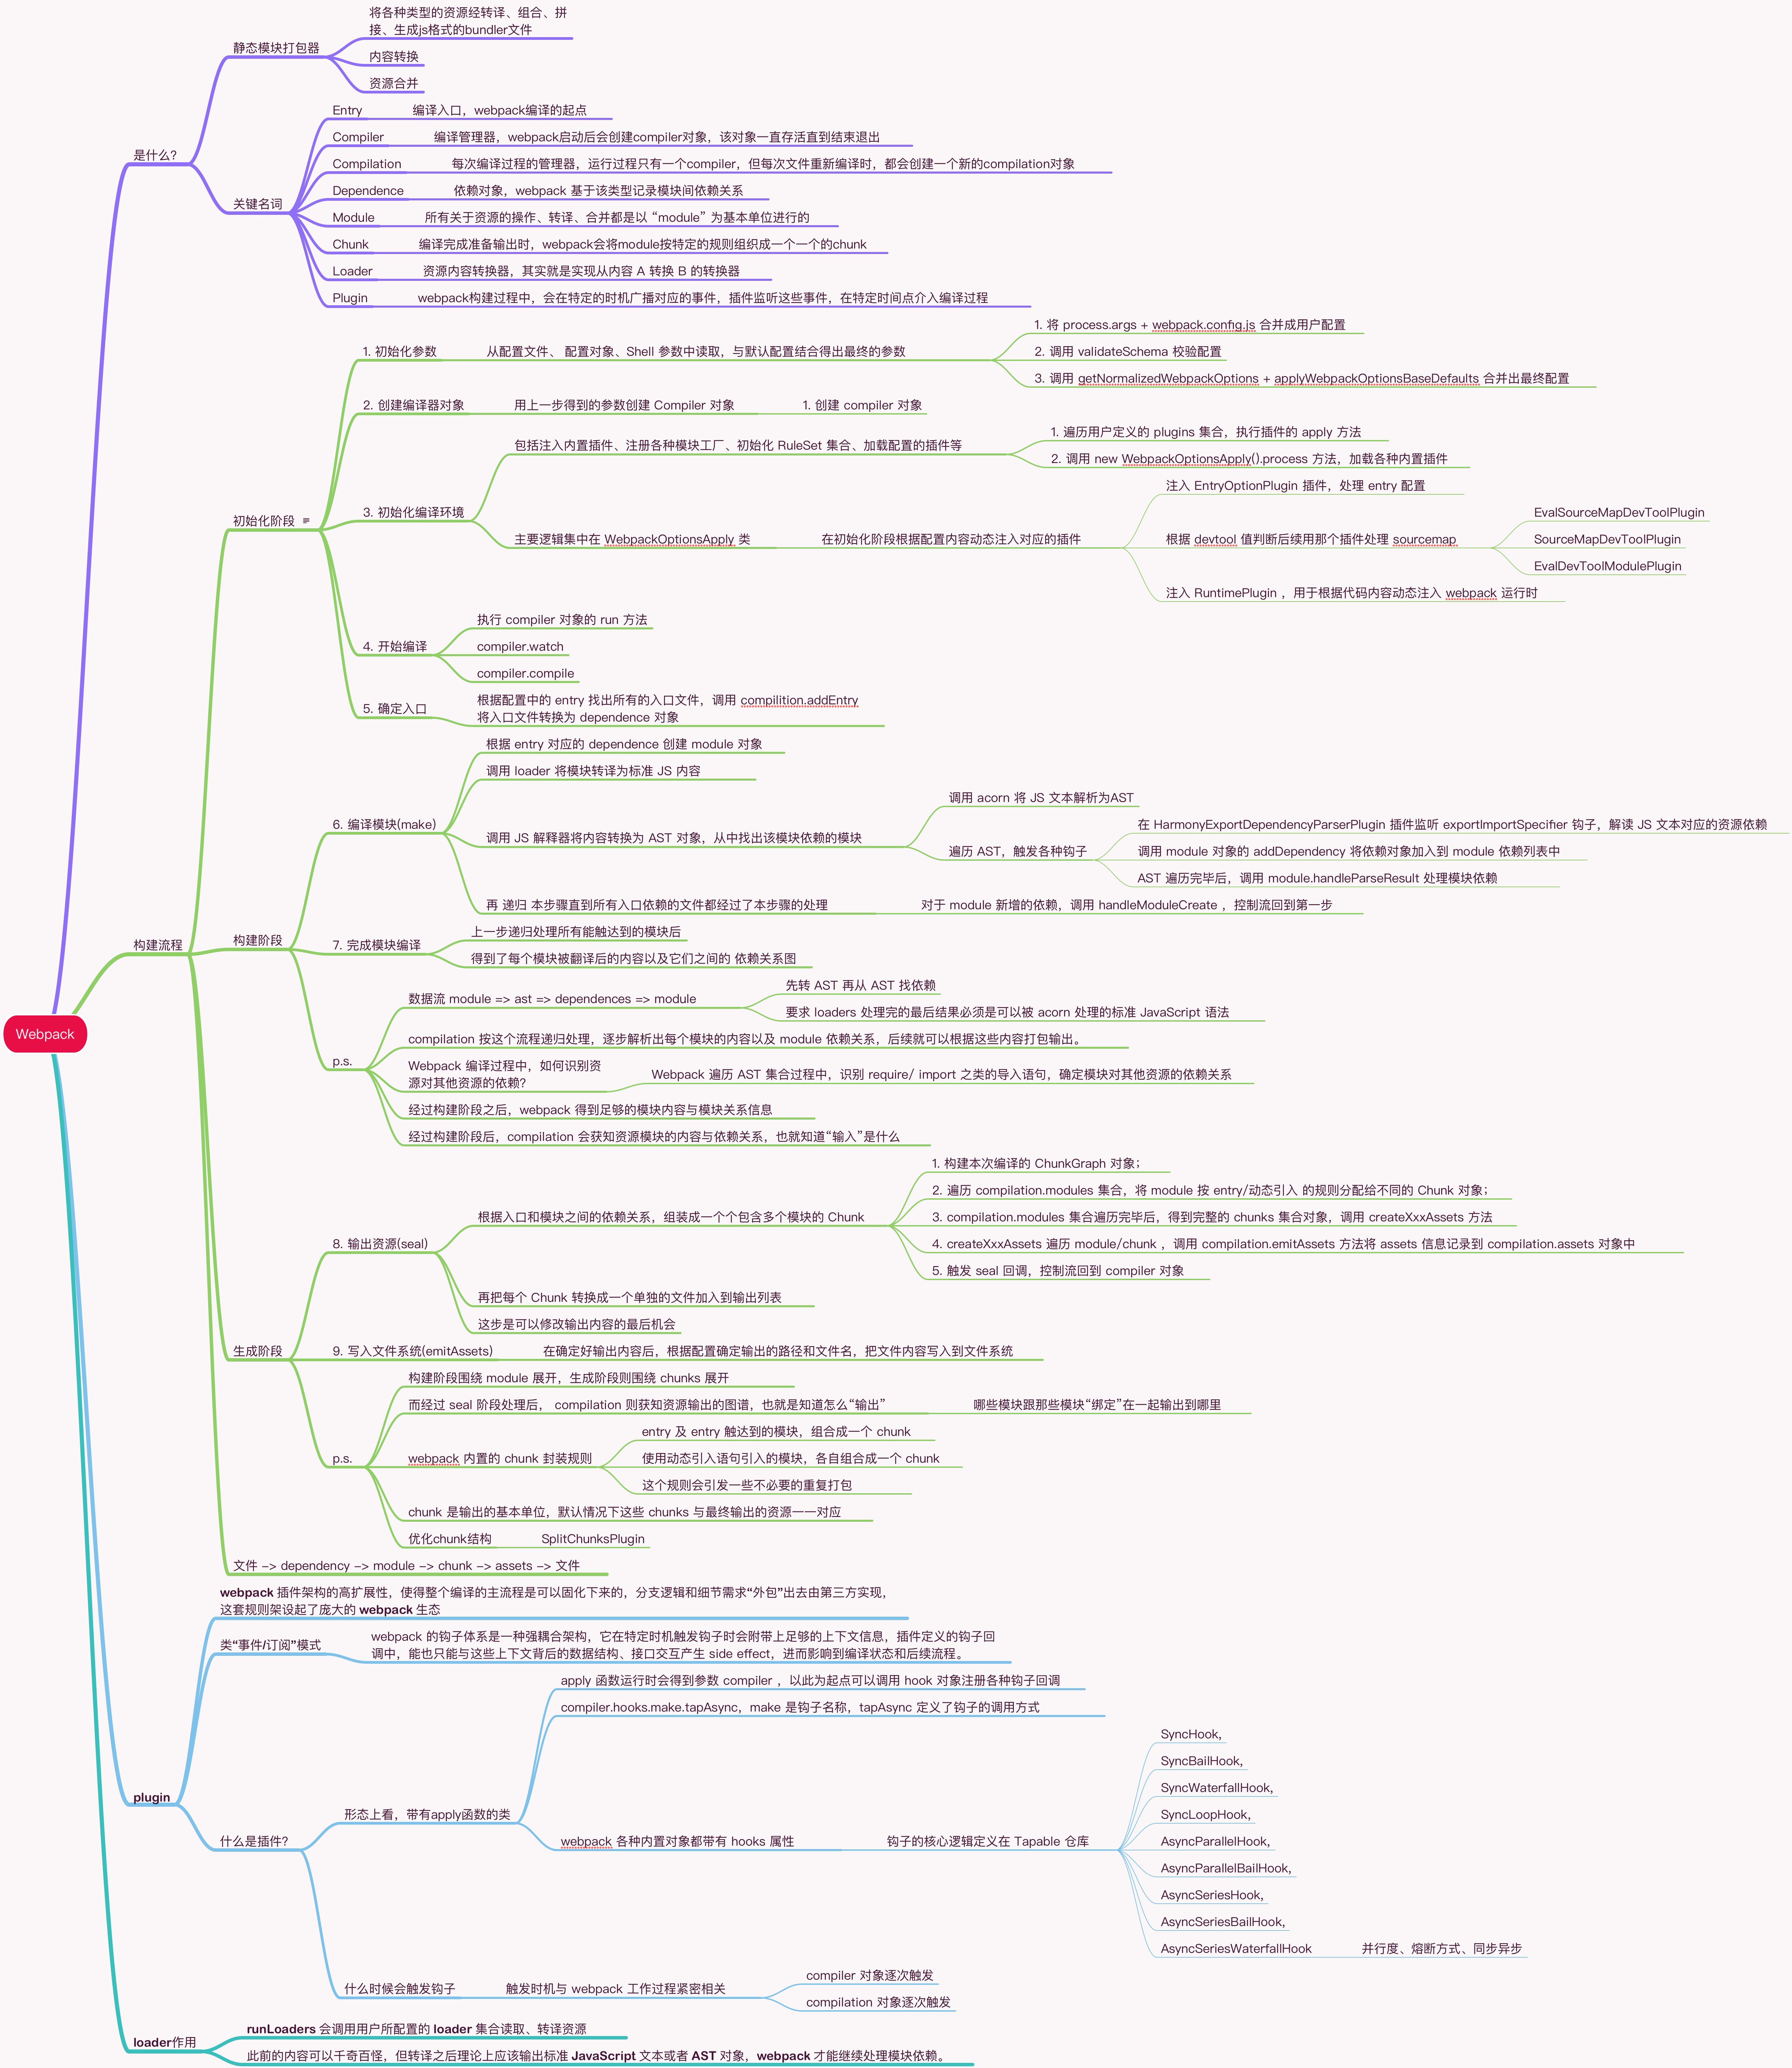 将各种类型的资源经转译、组合、拼
接、生成js格式的bundler文件
静态模块打包器
内容转换
资源合并
Entry
编译入口，webpack编译的起点
Compiler
编译管理器，webpack启动后会创建compiler对象，该对象一直存活直到结束退出
是什么？
Compilation
每次编译过程的管理器，运行过程只有一个compiler，但每次文件重新编译时，都会创建一个新的compilation对象
Dependence
依赖对象，webpack 基于该类型记录模块间依赖关系
关键名词
Module
所有关于资源的操作、转译、合并都是以 “module” 为基本单位进行的
Chunk
编译完成准备输出时，webpack会将module按特定的规则组织成一个一个的chunk
Loader
资源内容转换器，其实就是实现从内容 A 转换 B 的转换器
Plugin
webpack构建过程中，会在特定的时机广播对应的事件，插件监听这些事件，在特定时间点介入编译过程
1. 将 process.args + webpack.config.js 合并成用户配置
1. 初始化参数
从配置文件、 配置对象、Shell 参数中读取，与默认配置结合得出最终的参数
2. 调用 validateSchema 校验配置
3. 调用 getNormalizedWebpackOptions + applyWebpackOptionsBaseDefaults 合并出最终配置
2. 创建编译器对象
用上一步得到的参数创建 Compiler 对象
1. 创建 compiler 对象
包括注入内置插件、注册各种模块工厂、初始化 RuleSet 集合、加载配置的插件等
1. 遍历用户定义的 plugins 集合，执行插件的 apply 方法
2. 调用 new WebpackOptionsApply().process 方法，加载各种内置插件
初始化阶段
3. 初始化编译环境
注入 EntryOptionPlugin 插件，处理 entry 配置
主要逻辑集中在 WebpackOptionsApply 类
在初始化阶段根据配置内容动态注入对应的插件
根据 devtool 值判断后续用那个插件处理 sourcemap
EvalSourceMapDevToolPlugin
SourceMapDevToolPlugin
EvalDevToolModulePlugin
注入 RuntimePlugin ，用于根据代码内容动态注入 webpack 运行时
执行 compiler 对象的 run 方法
4. 开始编译
compiler.watch
compiler.compile
5. 确定入口
根据配置中的 entry 找出所有的入口文件，调用 compilition.addEntry
将入口文件转换为 dependence 对象
根据 entry 对应的 dependence 创建 module 对象
调用 loader 将模块转译为标准 JS 内容
6. 编译模块(make)
调用 JS 解释器将内容转换为 AST 对象，从中找出该模块依赖的模块
调用 acorn 将 JS 文本解析为AST
遍历 AST，触发各种钩子
在 HarmonyExportDependencyParserPlugin 插件监听 exportImportSpecifier 钩子，解读 JS 文本对应的资源依赖
调用 module 对象的 addDependency 将依赖对象加入到 module 依赖列表中
AST 遍历完毕后，调用 module.handleParseResult 处理模块依赖
再 递归 本步骤直到所有入口依赖的文件都经过了本步骤的处理
对于 module 新增的依赖，调用 handleModuleCreate ，控制流回到第一步
构建流程
构建阶段
7. 完成模块编译
上一步递归处理所有能触达到的模块后
得到了每个模块被翻译后的内容以及它们之间的 依赖关系图
数据流 module => ast => dependences => module
先转 AST 再从 AST 找依赖
要求 loaders 处理完的最后结果必须是可以被 acorn 处理的标准 JavaScript 语法
Webpack
p.s.
compilation 按这个流程递归处理，逐步解析出每个模块的内容以及 module 依赖关系，后续就可以根据这些内容打包输出。
Webpack 编译过程中，如何识别资
源对其他资源的依赖？
Webpack 遍历 AST 集合过程中，识别 require/ import 之类的导入语句，确定模块对其他资源的依赖关系
经过构建阶段之后，webpack 得到足够的模块内容与模块关系信息
经过构建阶段后，compilation 会获知资源模块的内容与依赖关系，也就知道“输入”是什么
1. 构建本次编译的 ChunkGraph 对象；
2. 遍历 compilation.modules 集合，将 module 按 entry/动态引入 的规则分配给不同的 Chunk 对象；
根据入口和模块之间的依赖关系，组装成一个个包含多个模块的 Chunk
3. compilation.modules 集合遍历完毕后，得到完整的 chunks 集合对象，调用 createXxxAssets 方法
8. 输出资源(seal)
4. createXxxAssets 遍历 module/chunk ，调用 compilation.emitAssets 方法将 assets 信息记录到 compilation.assets 对象中
5. 触发 seal 回调，控制流回到 compiler 对象
再把每个 Chunk 转换成一个单独的文件加入到输出列表
这步是可以修改输出内容的最后机会
生成阶段
9. 写入文件系统(emitAssets)
在确定好输出内容后，根据配置确定输出的路径和文件名，把文件内容写入到文件系统
构建阶段围绕 module 展开，生成阶段则围绕 chunks 展开
而经过 seal 阶段处理后， compilation 则获知资源输出的图谱，也就是知道怎么“输出”
哪些模块跟那些模块“绑定”在一起输出到哪里
p.s.
webpack 内置的 chunk 封装规则
entry 及 entry 触达到的模块，组合成一个 chunk
使用动态引入语句引入的模块，各自组合成一个 chunk
这个规则会引发一些不必要的重复打包
chunk 是输出的基本单位，默认情况下这些 chunks 与最终输出的资源一一对应
优化chunk结构
SplitChunksPlugin
文件 -> dependency -> module -> chunk -> assets -> 文件
webpack 插件架构的高扩展性，使得整个编译的主流程是可以固化下来的，分支逻辑和细节需求“外包”出去由第三方实现，
这套规则架设起了庞大的 webpack 生态
类“事件/订阅”模式
webpack 的钩子体系是一种强耦合架构，它在特定时机触发钩子时会附带上足够的上下文信息，插件定义的钩子回
调中，能也只能与这些上下文背后的数据结构、接口交互产生 side effect，进而影响到编译状态和后续流程。
apply 函数运行时会得到参数 compiler ，以此为起点可以调用 hook 对象注册各种钩子回调
compiler.hooks.make.tapAsync，make 是钩子名称，tapAsync 定义了钩子的调用方式
plugin
什么是插件？
形态上看，带有apply函数的类
webpack 各种内置对象都带有 hooks 属性
钩子的核心逻辑定义在 Tapable 仓库
SyncHook,
SyncBailHook,
SyncWaterfallHook,
SyncLoopHook,
AsyncParallelHook,
AsyncParallelBailHook,
AsyncSeriesHook,
AsyncSeriesBailHook,
AsyncSeriesWaterfallHook
并行度、熔断方式、同步异步
什么时候会触发钩子
触发时机与 webpack 工作过程紧密相关
compiler 对象逐次触发
compilation 对象逐次触发
loader作用
runLoaders 会调用用户所配置的 loader 集合读取、转译资源
此前的内容可以千奇百怪，但转译之后理论上应该输出标准 JavaScript 文本或者 AST 对象，webpack 才能继续处理模块依赖。